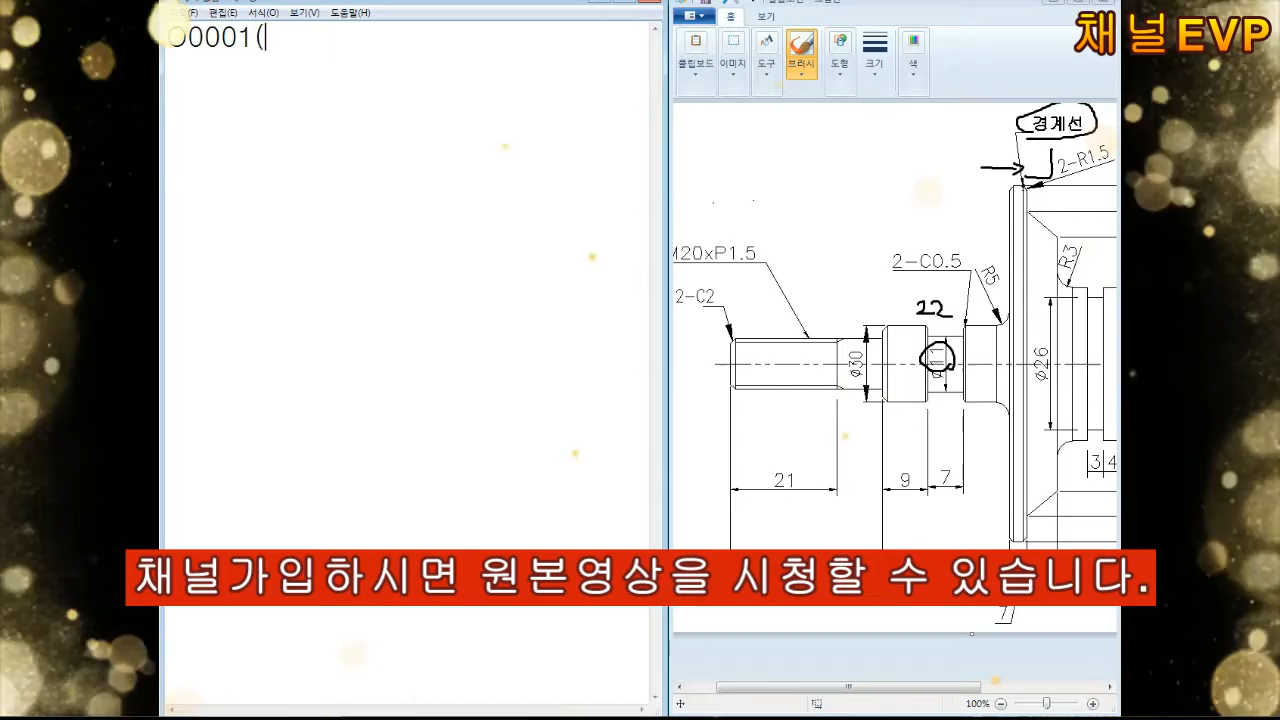 편집(E) 서식(O) 보기(V) 도움말(H)
O0001(
홈 보기
클립보드 이미지 도구 브러시 도형 크기 색
채널EVP
경계선
2-R1.5
M20xP1.5
2-C0.5
R5
R3
2-C2
22
ø30
ø11
ø26
21
9
7
3
4
채널가입하시면 원본영상을 시청할 수 있습니다.
7
100%